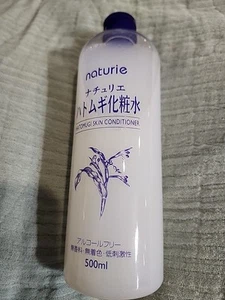 naturie
ナチュリエ
ハトムギ化粧水
HATOMUGI SKIN CONDITIONER
アルコールフリー
無香料・無着色・低刺激性
500ml